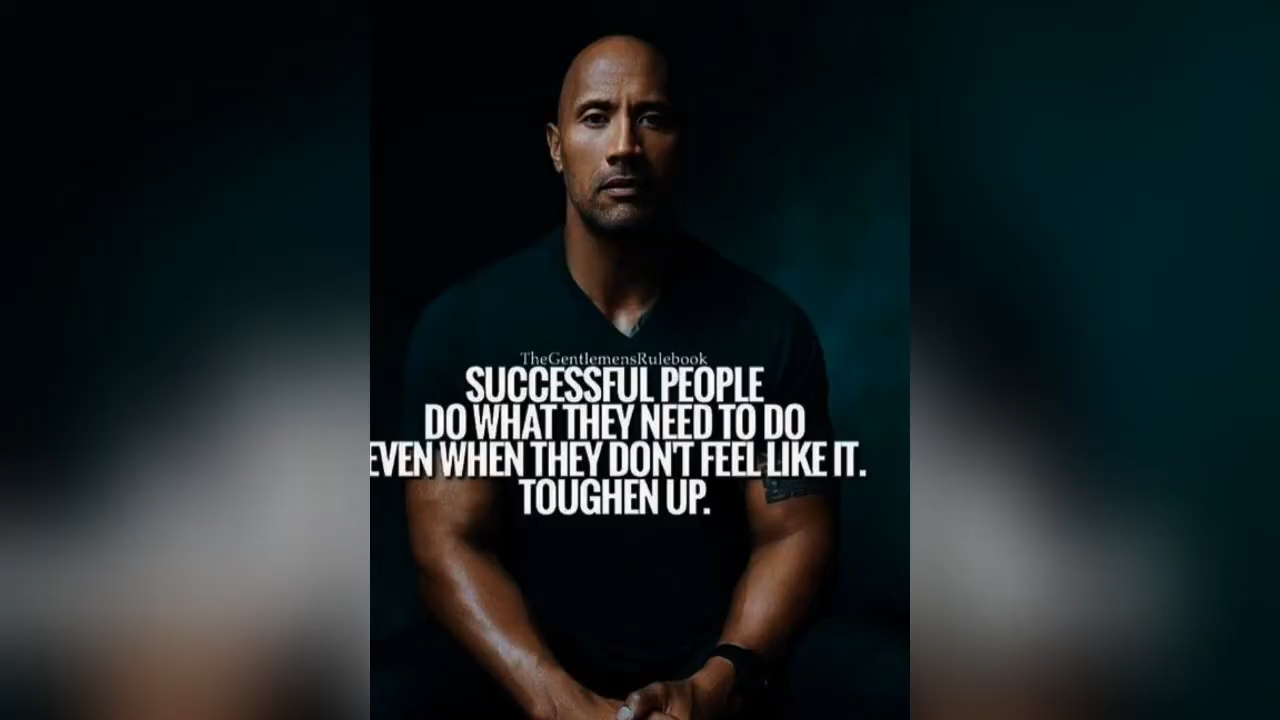 TheGentlemensRulebook
SUCCESSFUL PEOPLE
DO WHAT THEY NEED TO DO
EVEN WHEN THEY DON'T FEEL LIKE IT.
TOUGHEN UP.